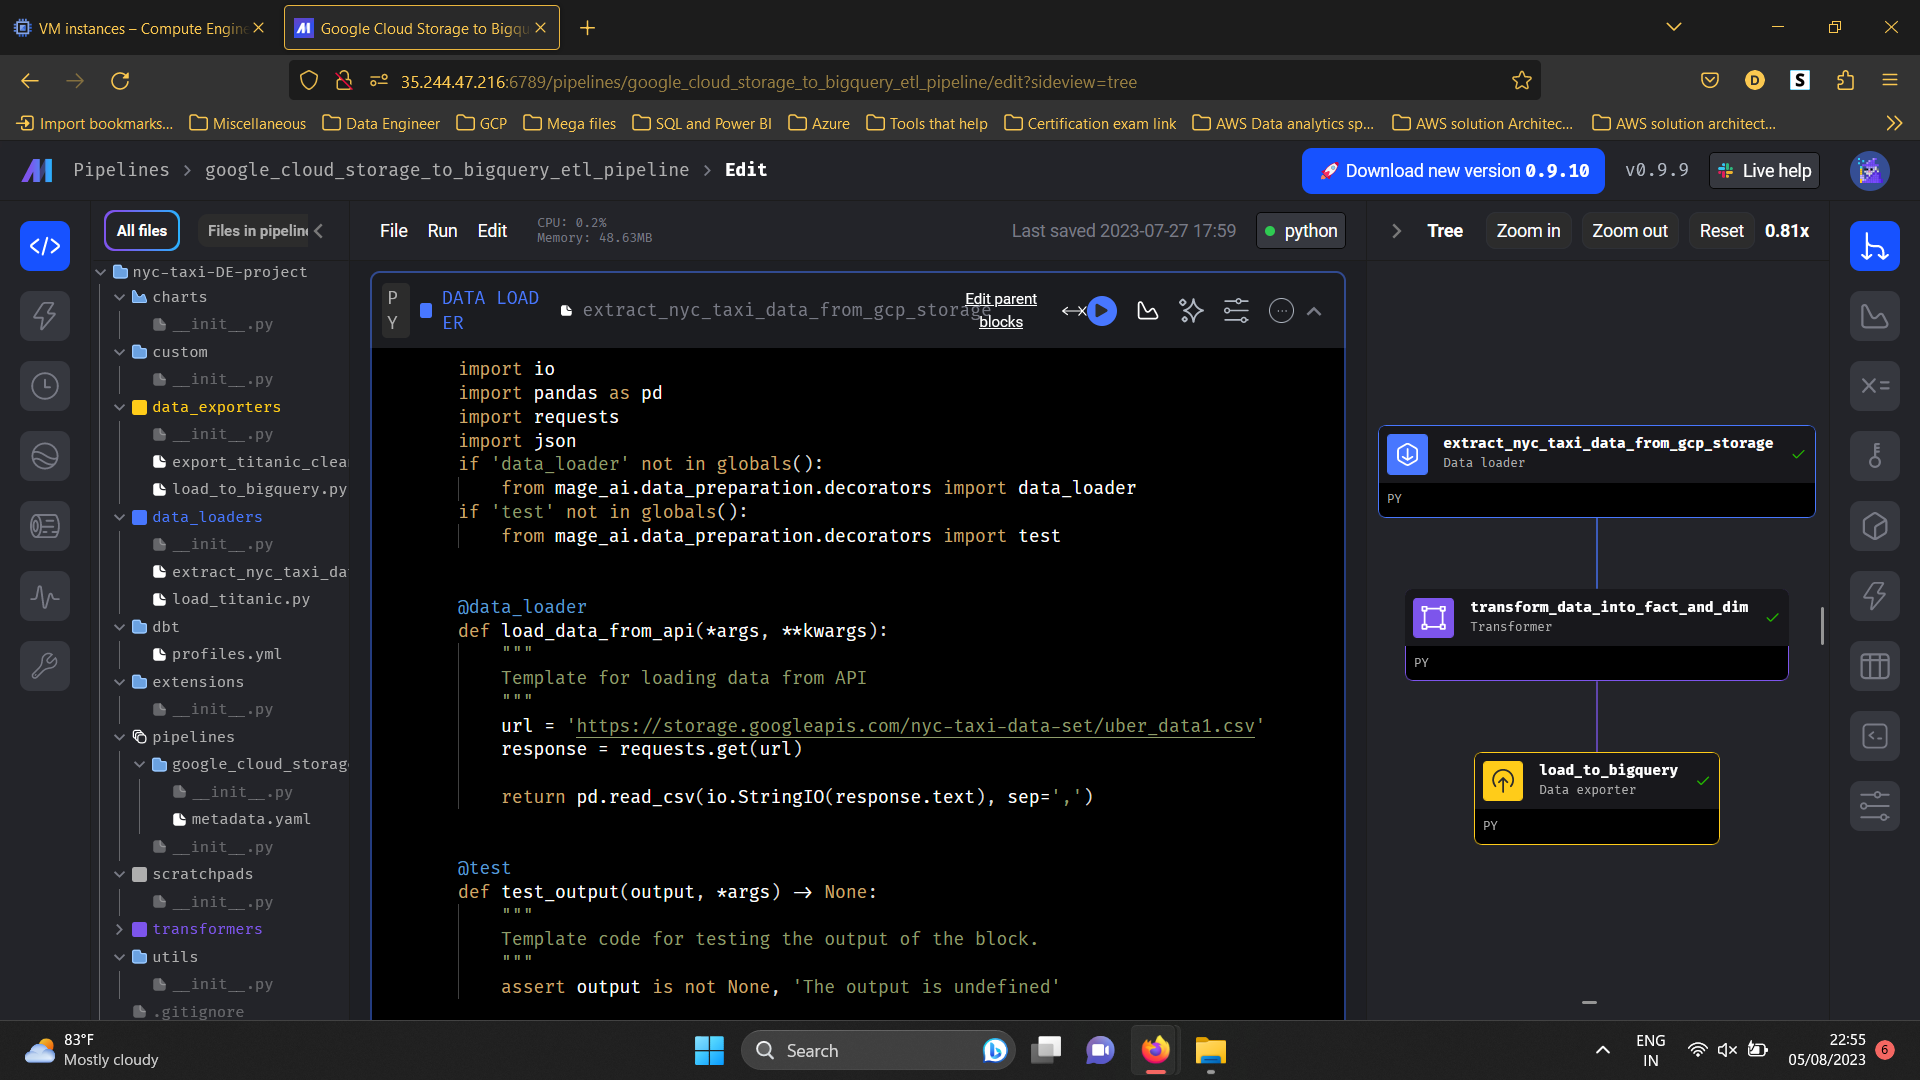 VM instances – Compute Engine
Google Cloud Storage to Bigqu
35.244.47.216:6789/pipelines/google_cloud_storage_to_bigquery_etl_pipeline/edit?sideview=tree
D
S
Import bookmarks...
Miscellaneous
Data Engineer
GCP
Mega files
SQL and Power BI
Azure
Tools that help
Certification exam link
AWS Data analytics sp...
AWS solution Architec...
AWS solution architect...
Pipelines > google_cloud_storage_to_bigquery_etl_pipeline > Edit
Download new version 0.9.10
v0.9.9
Live help
All files
Files in pipeline
File
Run
Edit
CPU: 0.2%
Memory: 48.63MB
Last saved 2023-07-27 17:59
python
Tree
Zoom in
Zoom out
Reset
0.81x
nyc-taxi-DE-project
charts
__init__.py
custom
__init__.py
data_exporters
__init__.py
export_titanic_clea
load_to_bigquery.py
data_loaders
__init__.py
extract_nyc_taxi_da
load_titanic.py
dbt
profiles.yml
extensions
__init__.py
pipelines
google_cloud_storag
__init__.py
metadata.yaml
__init__.py
scratchpads
__init__.py
transformers
utils
__init__.py
.gitignore
PY
DATA LOADER
extract_nyc_taxi_data_from_gcp_storage
Edit parent
blocks
import io
import pandas as pd
import requests
import json
if 'data_loader' not in globals():
    from mage_ai.data_preparation.decorators import data_loader
if 'test' not in globals():
    from mage_ai.data_preparation.decorators import test
@data_loader
def load_data_from_api(*args, **kwargs):
    """
    Template for loading data from API
    """
    url = 'https://storage.googleapis.com/nyc-taxi-data-set/uber_data1.csv'
    response = requests.get(url)
    return pd.read_csv(io.StringIO(response.text), sep=',')
@test
def test_output(output, *args) -> None:
    """
    Template code for testing the output of the block.
    """
    assert output is not None, 'The output is undefined'
extract_nyc_taxi_data_from_gcp_storage
Data loader
PY
transform_data_into_fact_and_dim
Transformer
PY
load_to_bigquery
Data exporter
PY
83°F
Mostly cloudy
Search
ENG
IN
22:55
05/08/2023
6